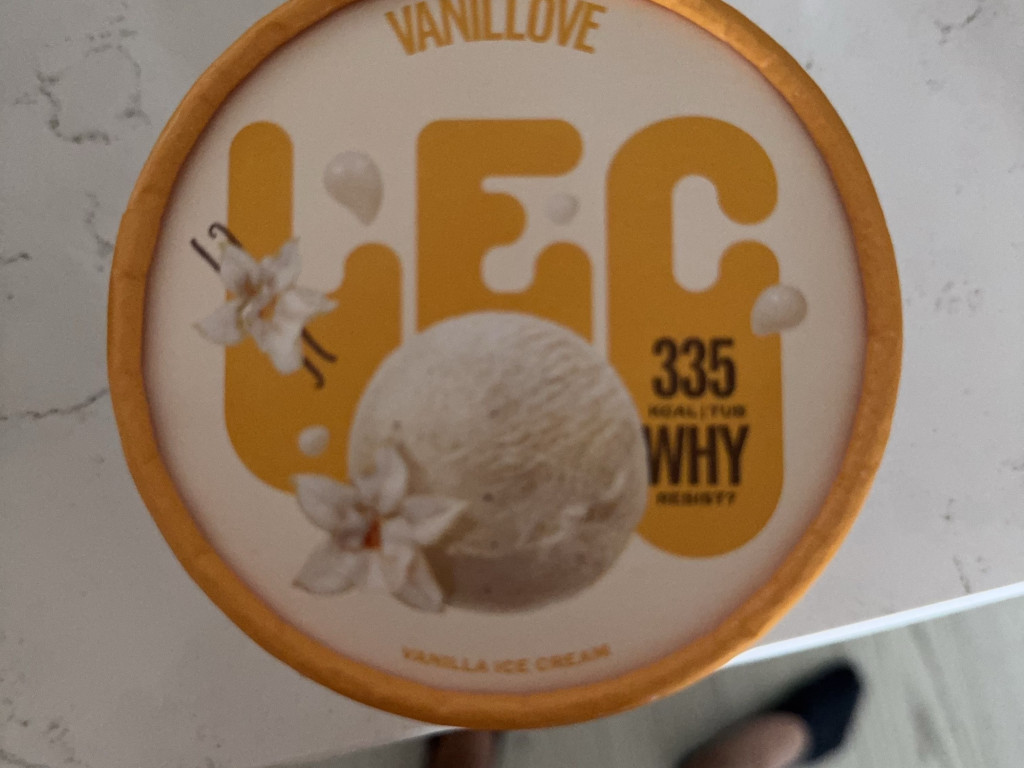 VANILLOVE
LEC
335
KCAL|TUB
WHY
RESIST?
VANILLA ICE CREAM